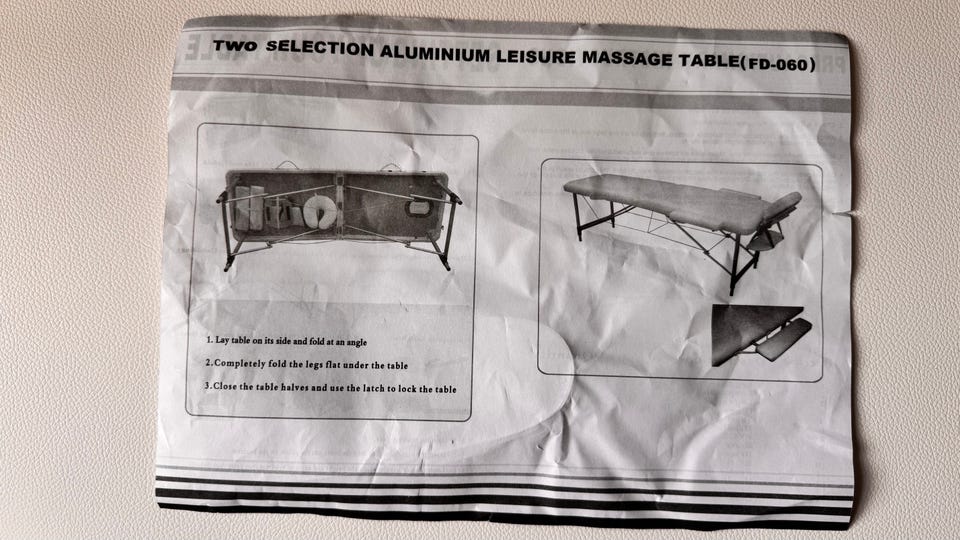 TWO SELECTION ALUMINIUM LEISURE MASSAGE TABLE(FD-060)
1. Lay table on its side and fold at an angle
2.Completely fold the legs flat under the table
3.Close the table halves and use the latch to lock the table